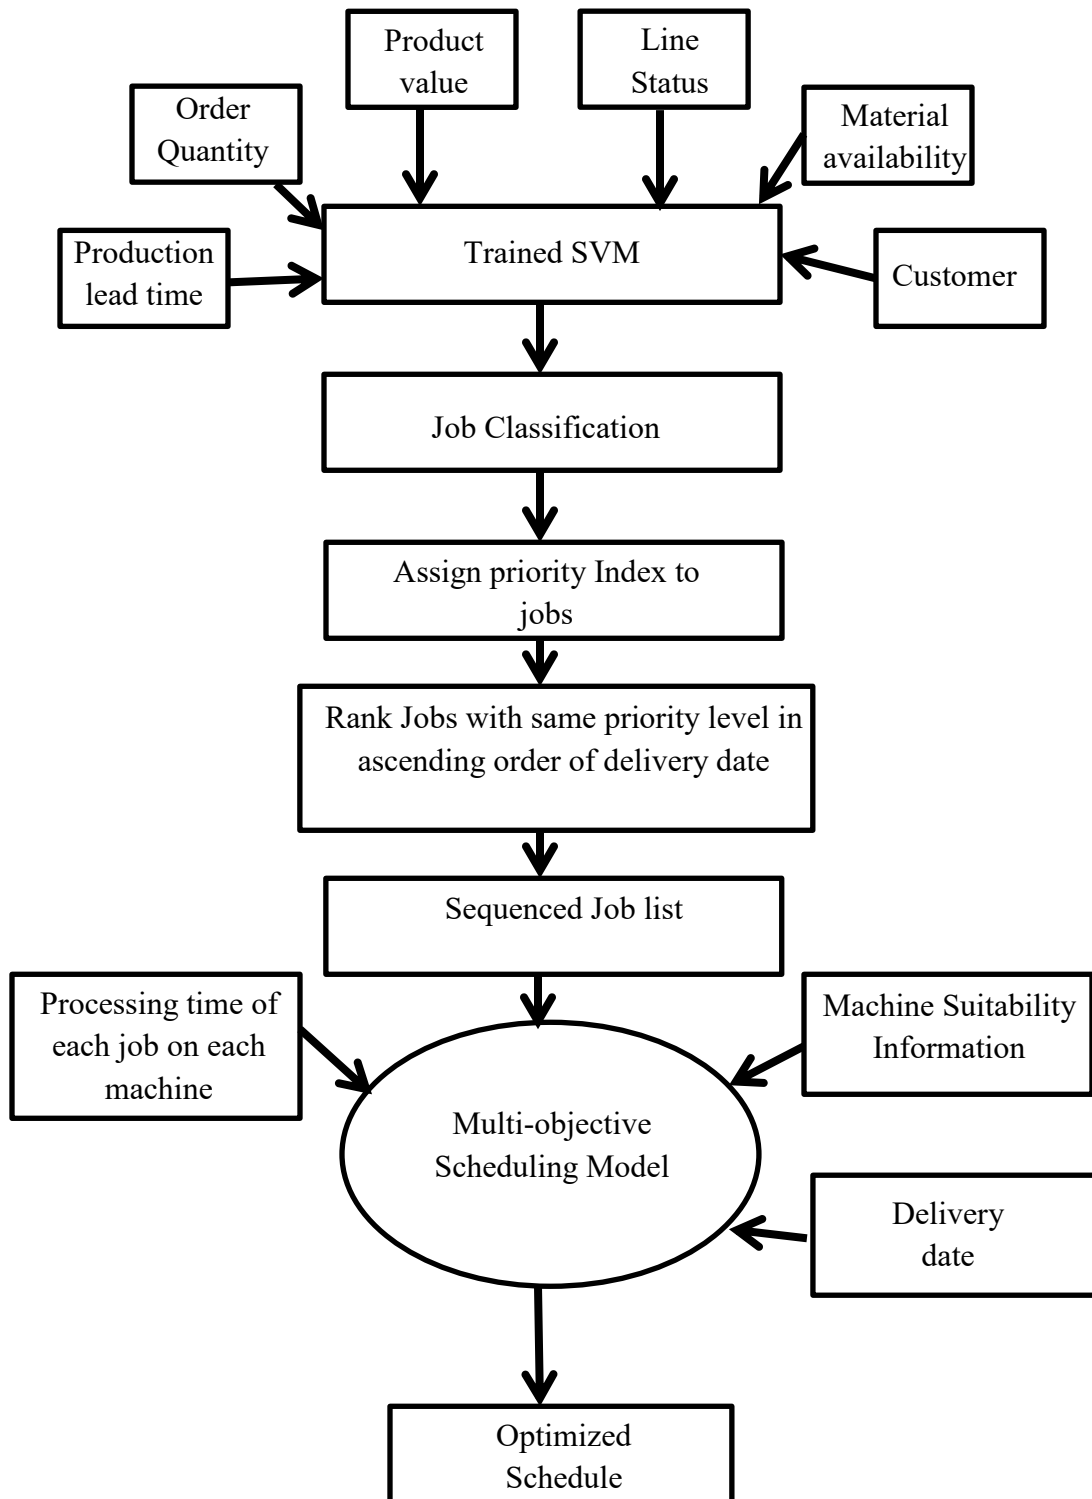 Product
value
Line
Status
Order
Quantity
Material
availability
Production
lead time
Trained SVM
Customer
Job Classification
Assign priority Index to
jobs
Rank Jobs with same priority level in
ascending order of delivery date
Sequenced Job list
Processing time of
each job on each
machine
Machine Suitability
Information
Multi-objective
Scheduling Model
Delivery
date
Optimized
Schedule